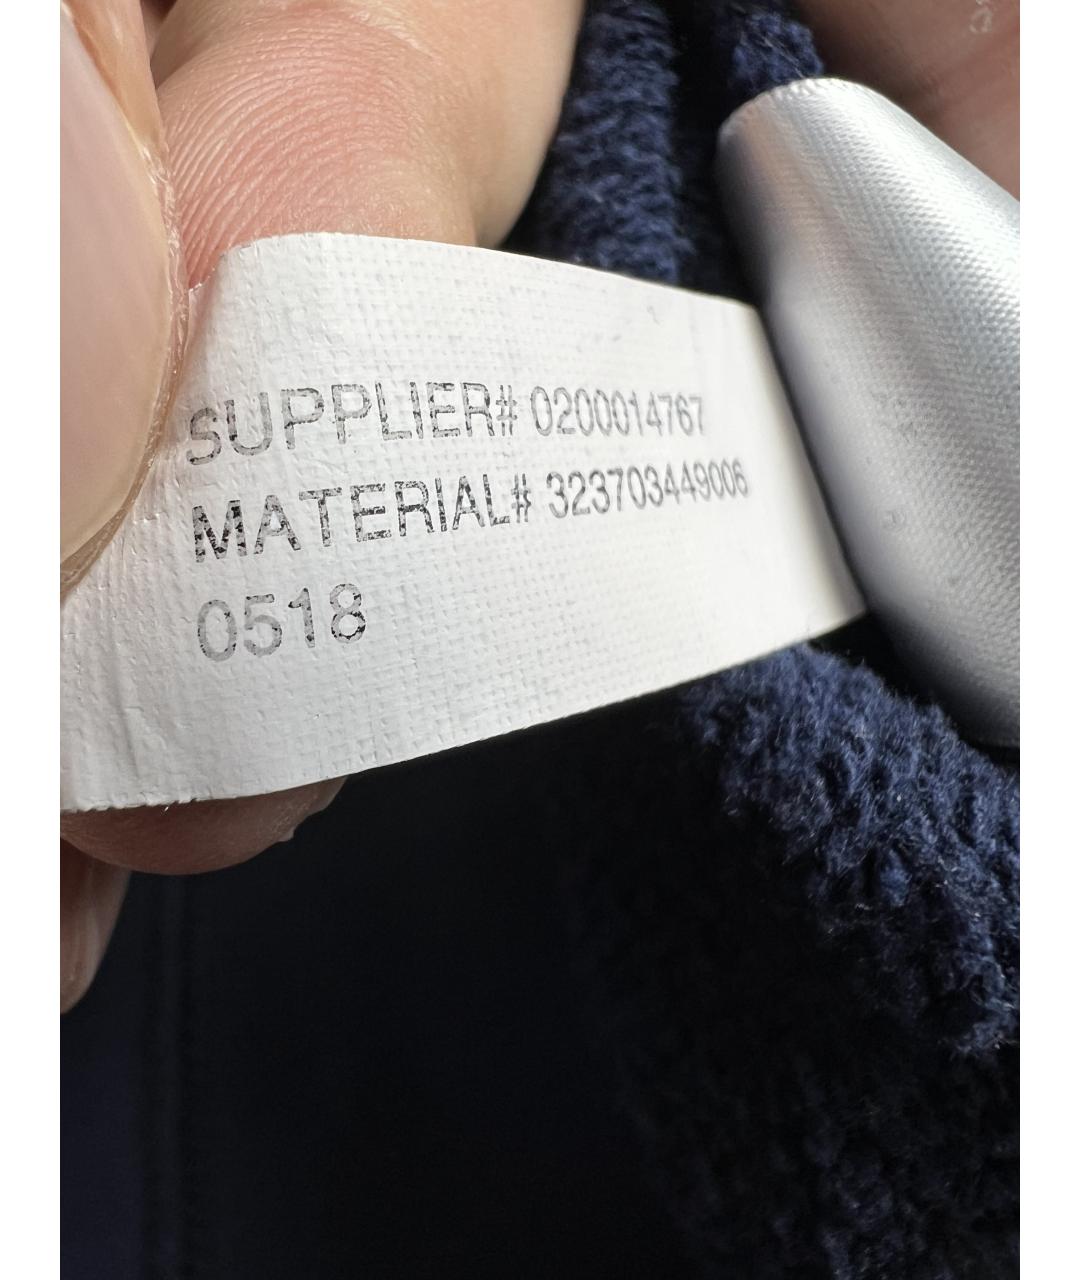 SUPPLIER# 0200014767
MATERIAL# 323703449006
0518